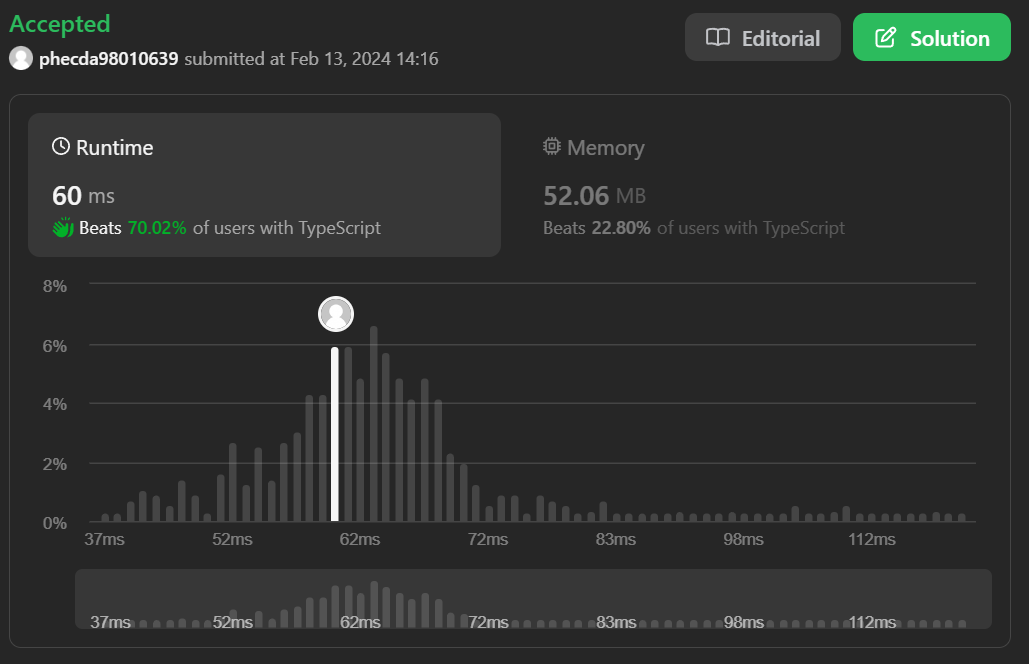 Accepted
phecda98010639 submitted at Feb 13, 2024 14:16
Editorial
Solution
Runtime
60 ms
Beats 70.02% of users with TypeScript
Memory
52.06 MB
Beats 22.80% of users with TypeScript
8%
6%
4%
2%
0%
37ms 52ms 62ms 72ms 83ms 98ms 112ms
37ms 52ms 62ms 72ms 83ms 98ms 112ms